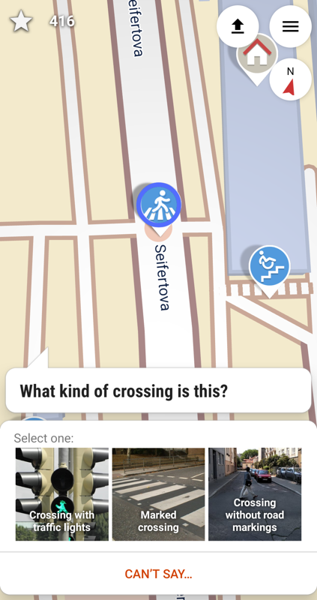 416
Seifertova
N
Seifertova
What kind of crossing is this?
Select one:
Crossing with
traffic lights
Marked
crossing
Crossing
without road
markings
CAN'T SAY…